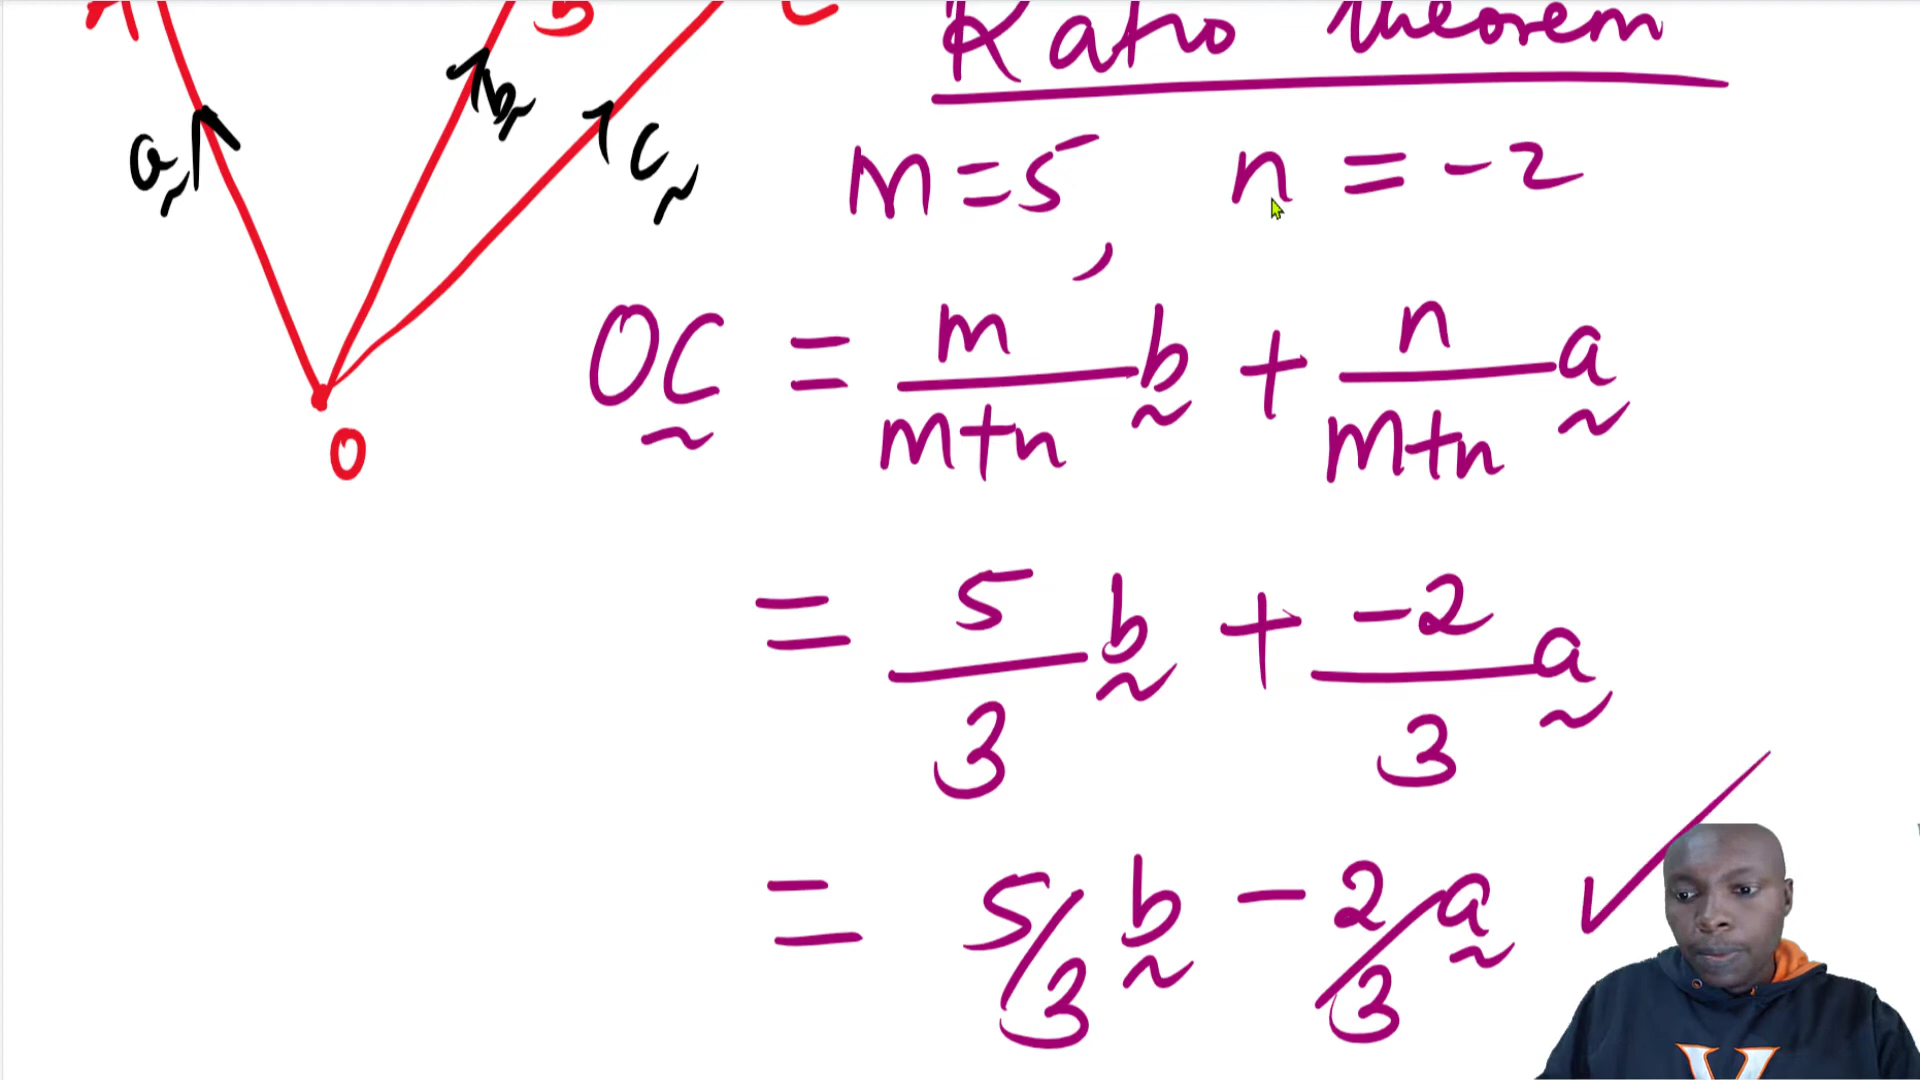 A B C
Ratio theorem
a b c
m = 5, n = -2
O
OC = m/m+n b + n/m+n a
= 5/3 b + -2/3 a
= 5/3 b - 2/3 a ✓
V